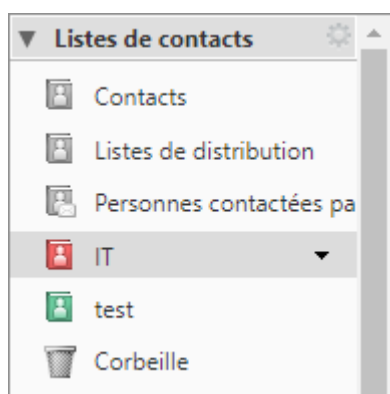 Listes de contacts
Contacts
Listes de distribution
Personnes contactées pa
IT
test
Corbeille